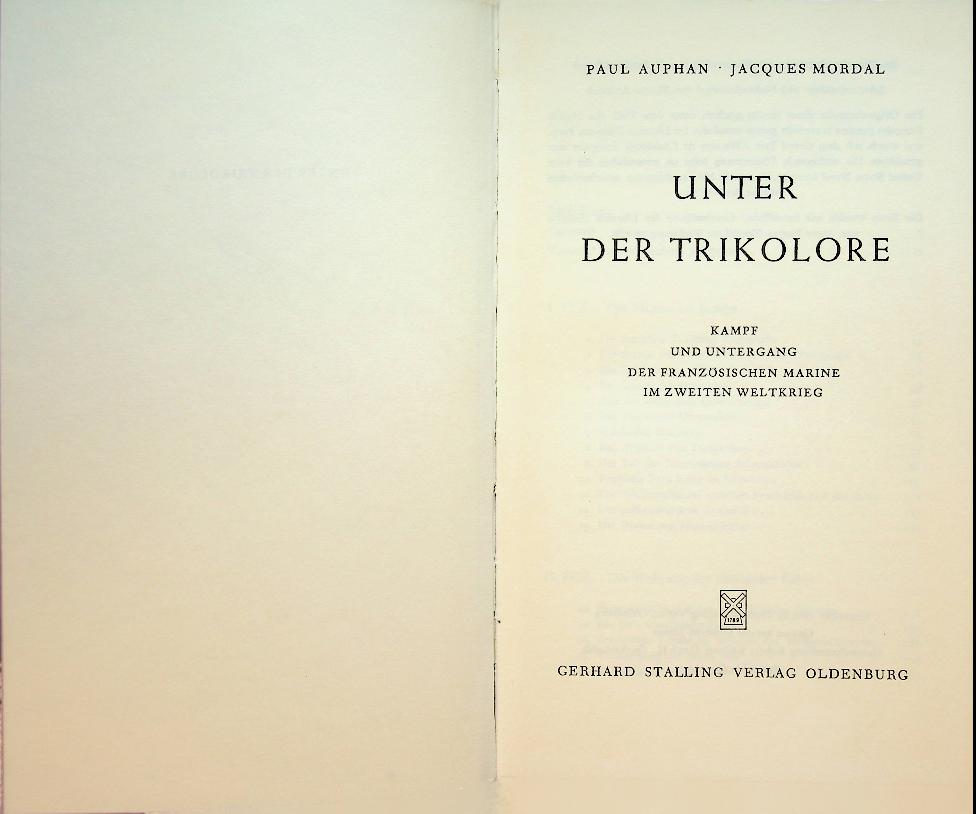 PAUL AUPHAN · JACQUES MORDAL
UNTER
DER TRIKOLORE
KAMPF
UND UNTERGANG
DER FRANZÖSISCHEN MARINE
IM ZWEITEN WELTKRIEG
1789
GERHARD STALLING VERLAG OLDENBURG